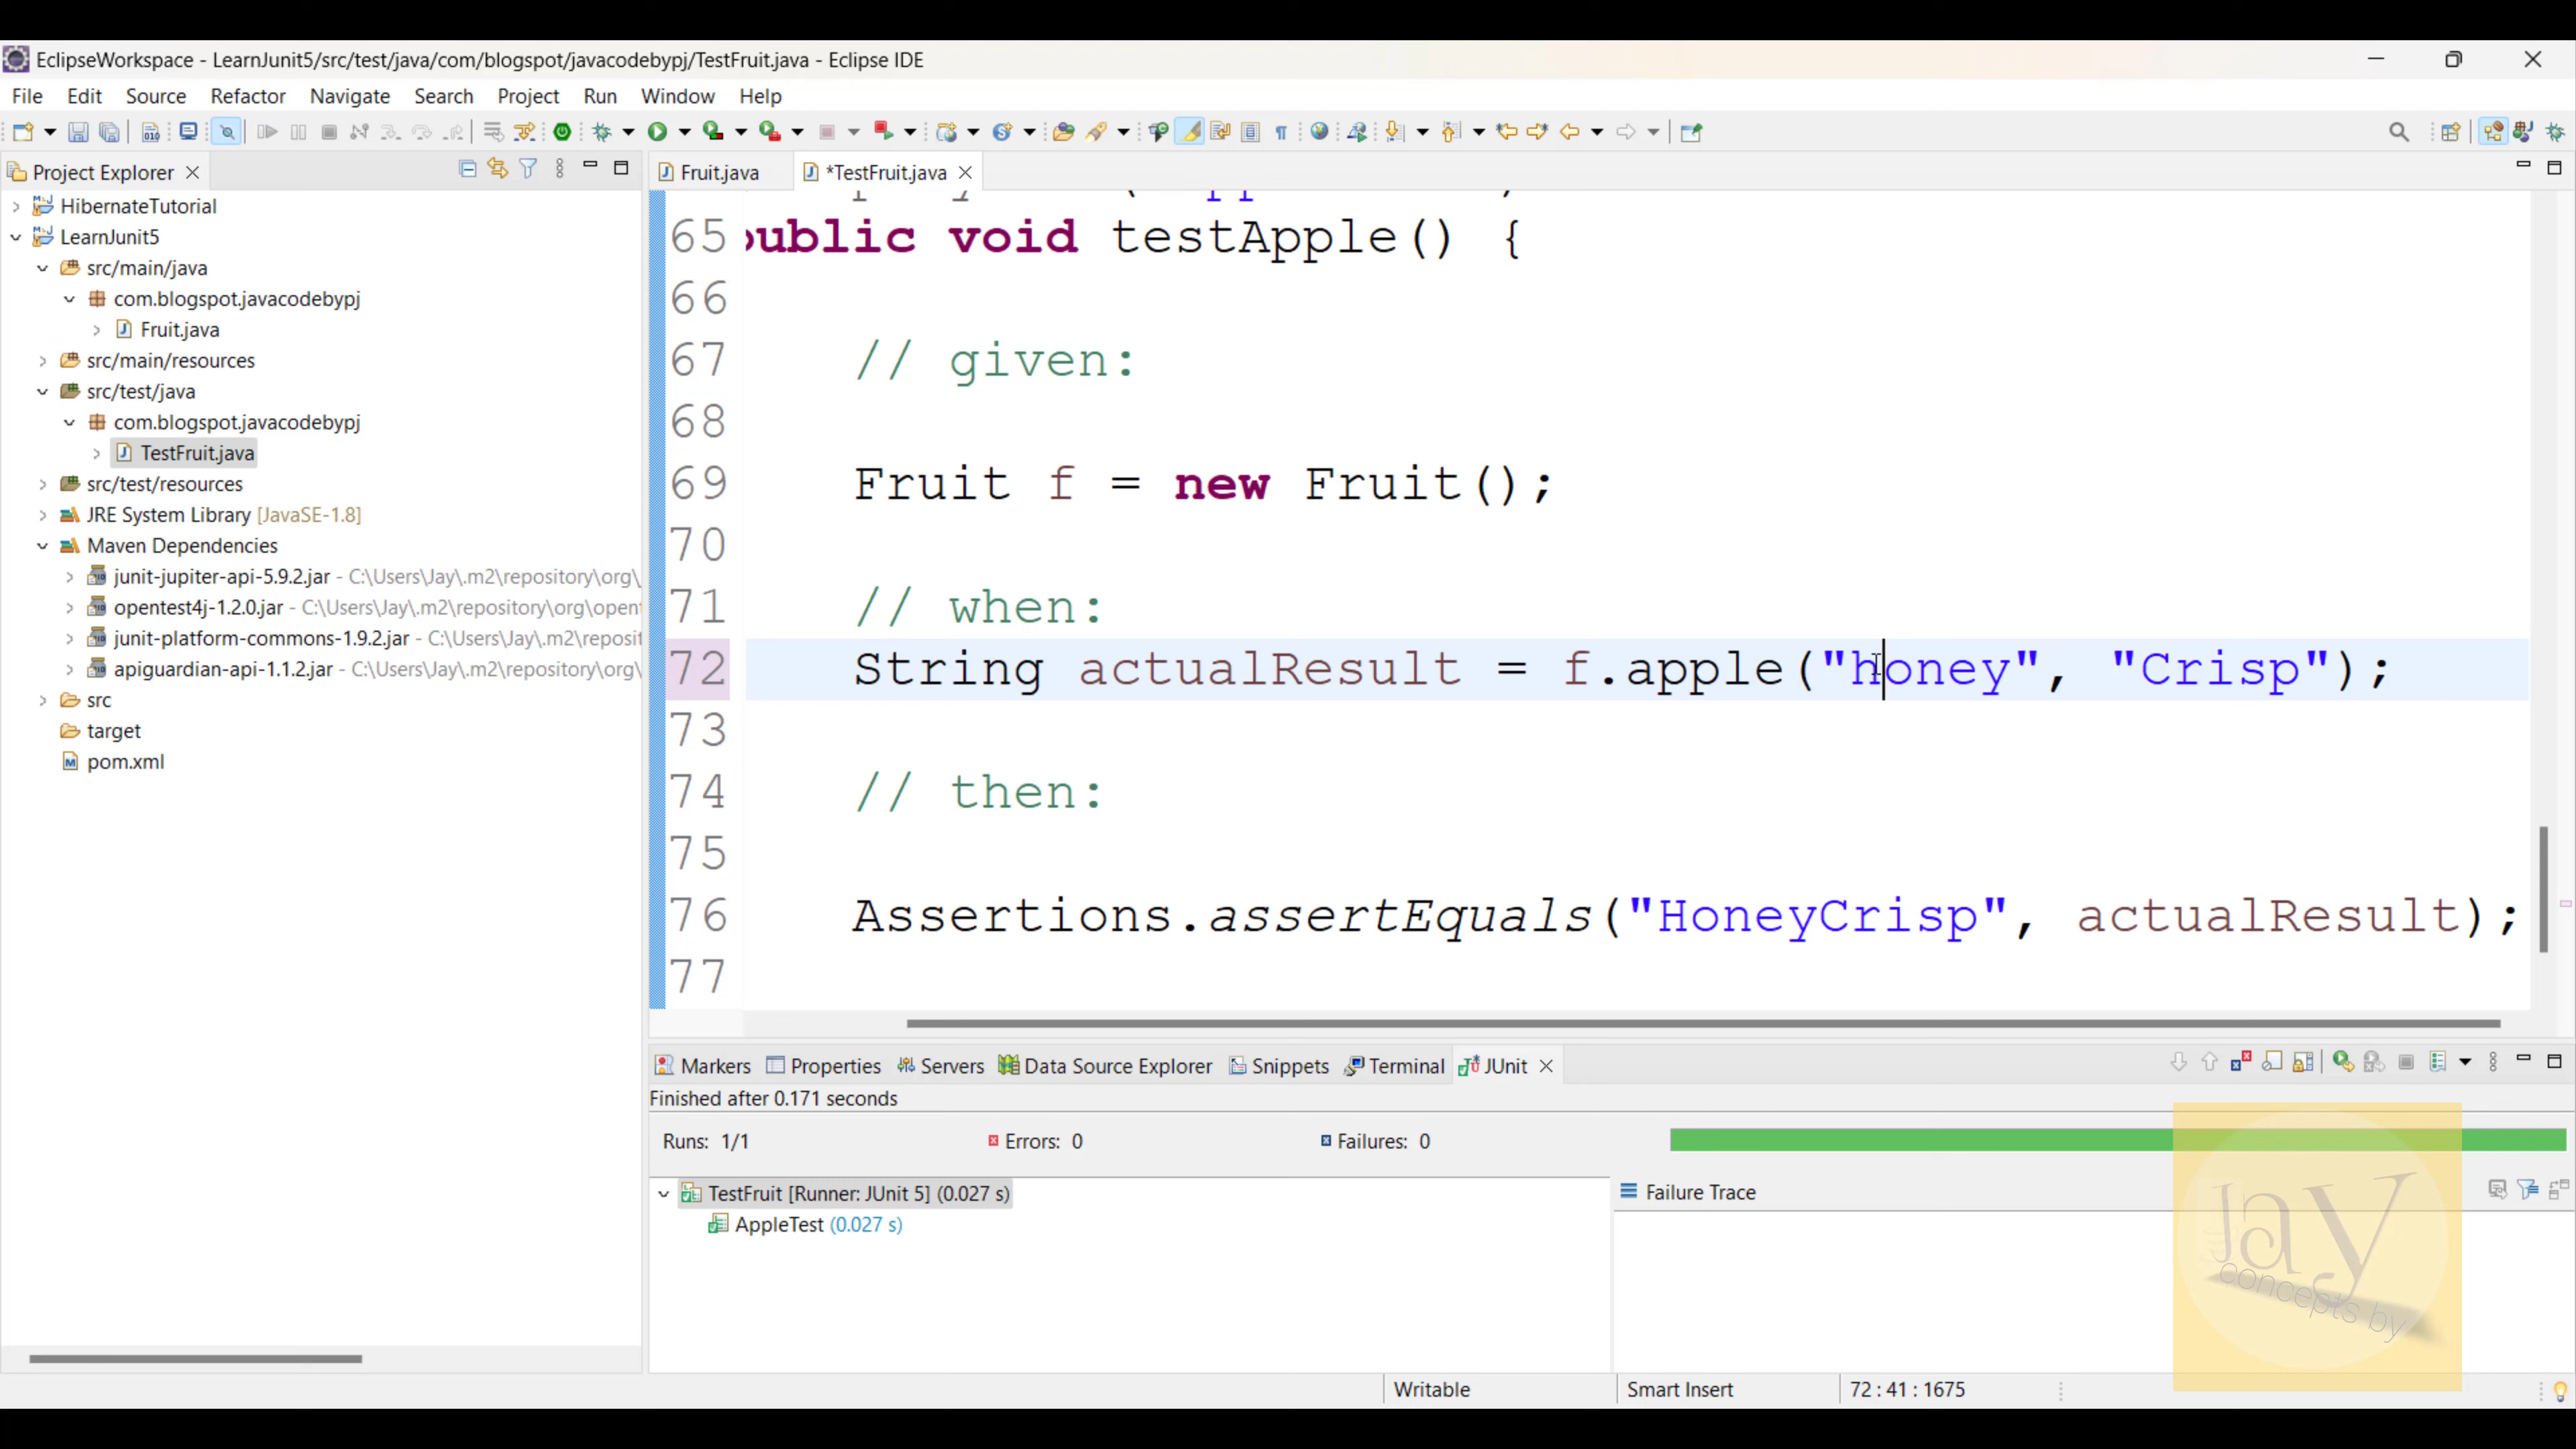 EclipseWorkspace - LearnJunit5/src/test/java/com/blogspot/javacodebypj/TestFruit.java - Eclipse IDE
File Edit Source Refactor Navigate Search Project Run Window Help
Project Explorer
HibernateTutorial
LearnJunit5
src/main/java
com.blogspot.javacodebypj
Fruit.java
src/main/resources
src/test/java
com.blogspot.javacodebypj
TestFruit.java
src/test/resources
JRE System Library [JavaSE-1.8]
Maven Dependencies
junit-jupiter-api-5.9.2.jar - C:\Users\Jay\.m2\repository\org\
opentest4j-1.2.0.jar - C:\Users\Jay\.m2\repository\org\opent
junit-platform-commons-1.9.2.jar - C:\Users\Jay\.m2\reposit
apiguardian-api-1.1.2.jar - C:\Users\Jay\.m2\repository\org\
src
target
pom.xml
Fruit.java *TestFruit.java
65 public void testApple() {
66
67 // given:
68
69 Fruit f = new Fruit();
70
71 // when:
72 String actualResult = f.apple("honey", "Crisp");
73
74 // then:
75
76 Assertions.assertEquals("HoneyCrisp", actualResult);
77
Markers Properties Servers Data Source Explorer Snippets Terminal JUnit
Finished after 0.171 seconds
Runs: 1/1 Errors: 0 Failures: 0
TestFruit [Runner: JUnit 5] (0.027 s)
AppleTest (0.027 s)
Failure Trace
Jay
concepts by
Writable Smart Insert 72 : 41 : 1675